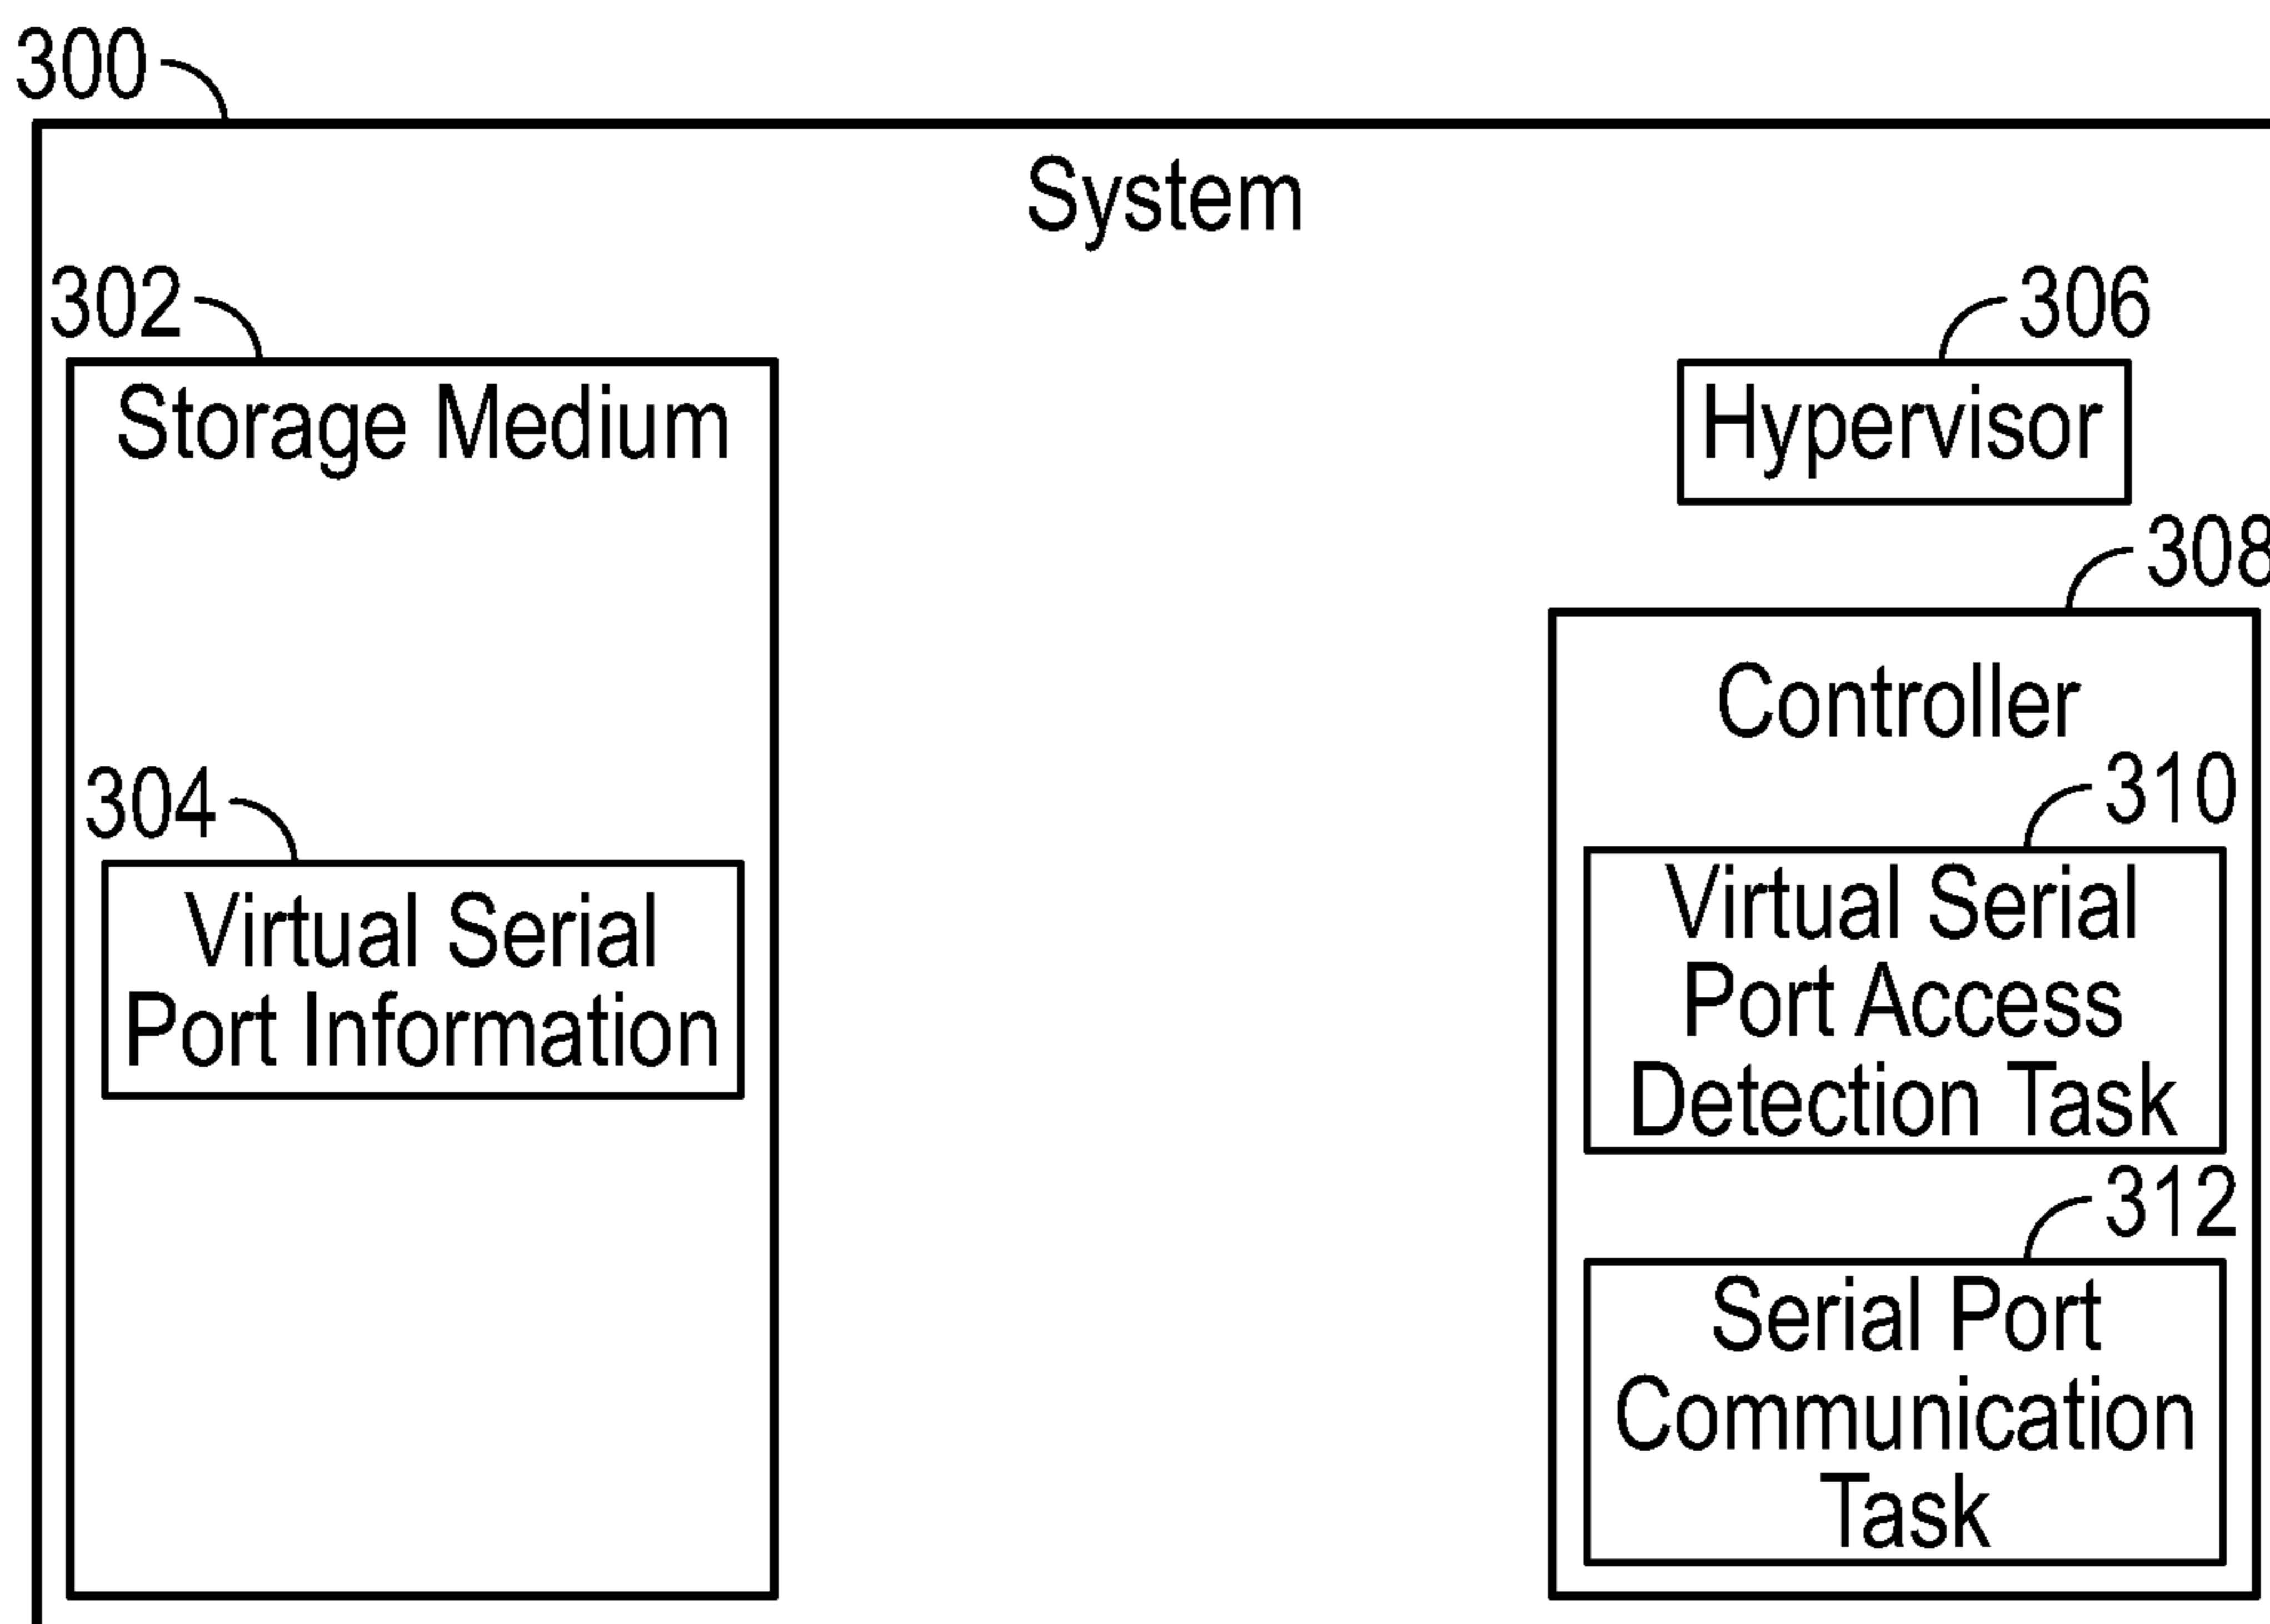 300
System
302
306
Storage Medium
Hypervisor
308
Controller
304
310
Virtual Serial
Port Information
Virtual Serial
Port Access
Detection Task
312
Serial Port
Communication
Task